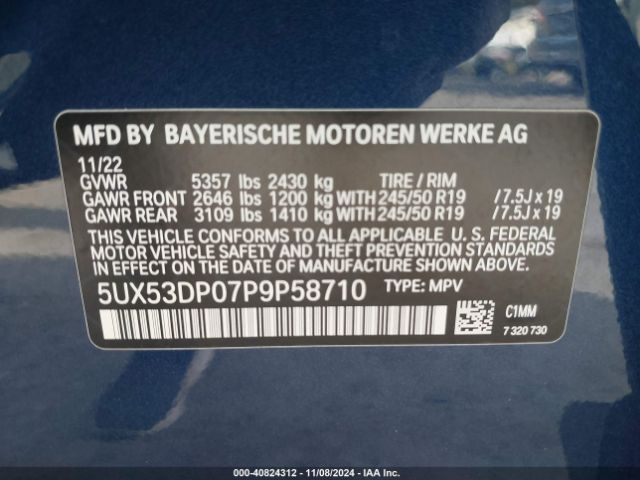 MFD BY BAYERISCHE MOTOREN WERKE AG
11/22
GVWR 5357 lbs 2430 kg TIRE / RIM
GAWR FRONT 2646 lbs 1200 kg WITH 245/50 R19 / 7.5J x 19
GAWR REAR 3109 lbs 1410 kg WITH 245/50 R19 / 7.5J x 19
THIS VEHICLE CONFORMS TO ALL APPLICABLE U. S. FEDERAL
MOTOR VEHICLE SAFETY AND THEFT PREVENTION STANDARDS
IN EFFECT ON THE DATE OF MANUFACTURE SHOWN ABOVE.
5UX53DP07P9P58710 TYPE: MPV
C1MM
7 320 730
000-40824312 - 11/08/2024 - IAA Inc.